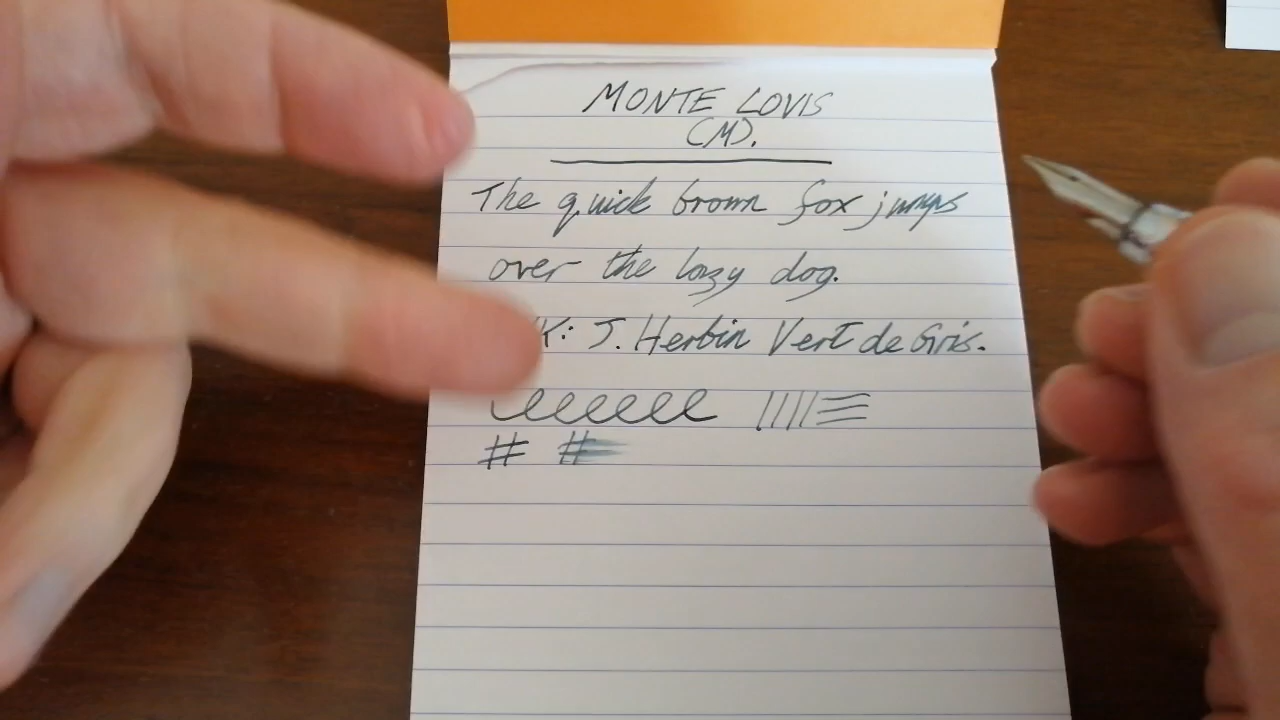 MONTE LOVIS
(M).
The quick brown fox jumps
over the lazy dog.
K: J. Herbin Vert de Gris.
# #